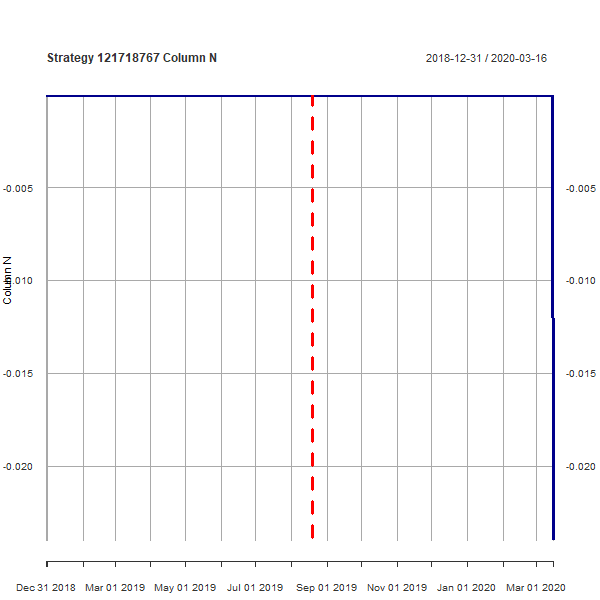 Strategy 121718767 Column N
2018-12-31 / 2020-03-16
-0.005 -0.005
Column N
-0.010 -0.010
-0.015 -0.015
-0.020 -0.020
Dec 31 2018 Mar 01 2019 May 01 2019 Jul 01 2019 Sep 01 2019 Nov 01 2019 Jan 01 2020 Mar 01 2020